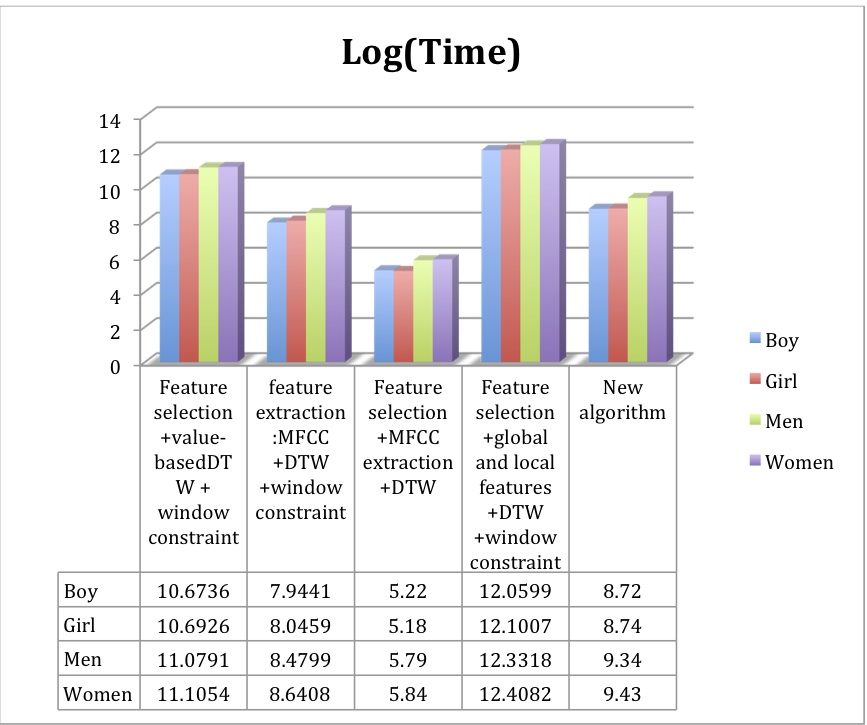 Log(Time)
14
12
10
8
6
4
2
0
Feature
selection
+value-
basedDT
W +
window
constraint
feature
extraction
:MFCC
+DTW
+window
constraint
Feature
selection
+MFCC
extraction
+DTW
Feature
selection
+global
and local
features
+DTW
+window
constraint
New
algorithm
Boy 10.6736 7.9441 5.22 12.0599 8.72
Girl 10.6926 8.0459 5.18 12.1007 8.74
Men 11.0791 8.4799 5.79 12.3318 9.34
Women 11.1054 8.6408 5.84 12.4082 9.43
Boy
Girl
Men
Women